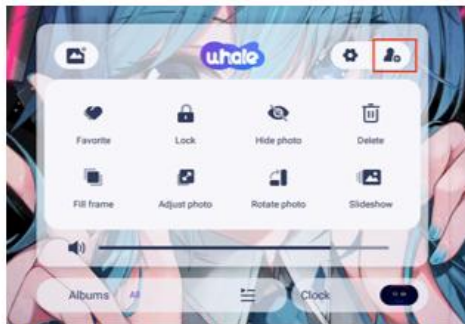 whale
Favorite Lock Hide photo Delete
Fill frame Adjust photo Rotate photo Slideshow
Albums All Clock